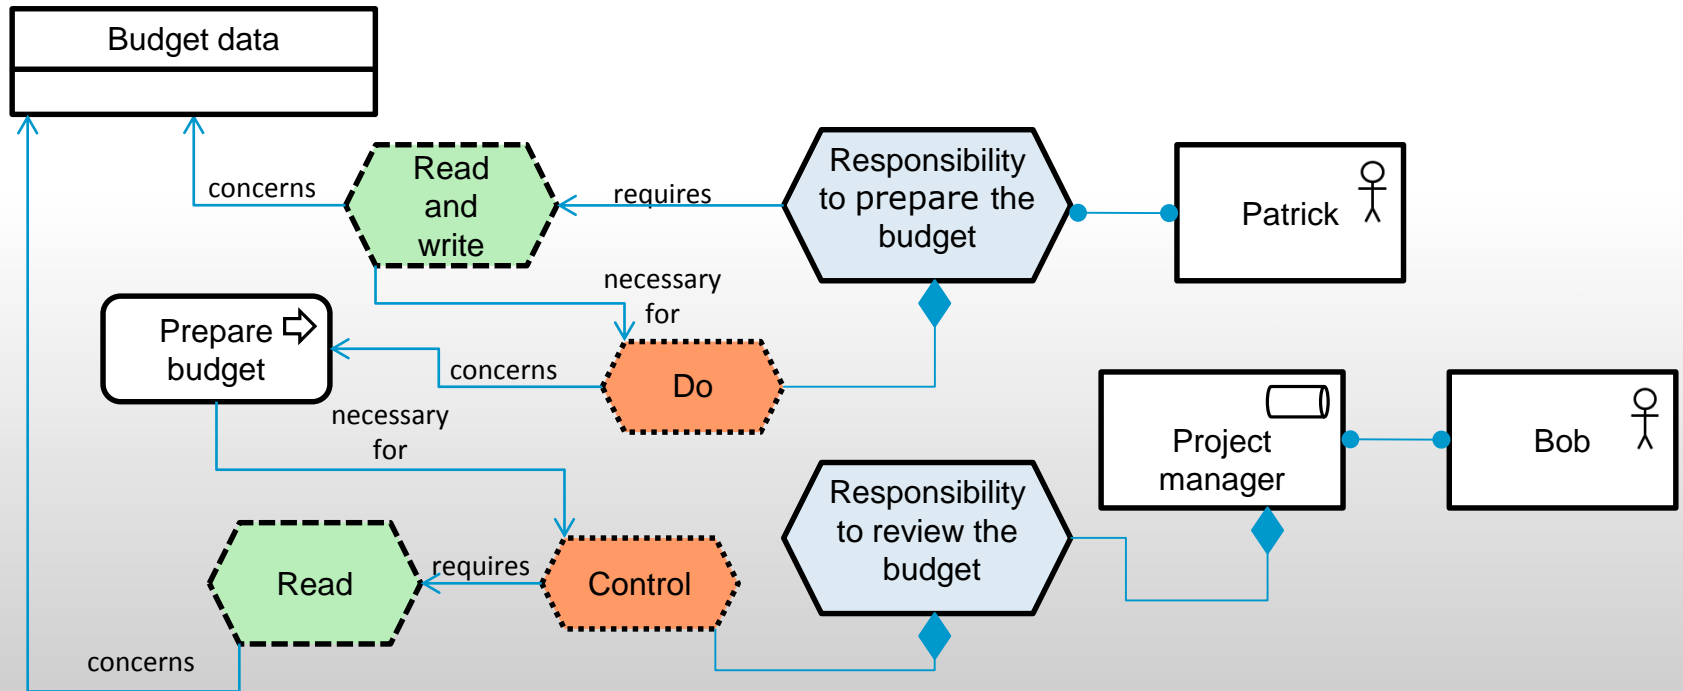 Budget data
Read
and
write
concerns
requires
Responsibility
to prepare the
budget
Patrick
necessary
for
Prepare
budget
concerns
Do
necessary
for
Project
manager
Bob
Responsibility
to review the
budget
Read
requires
Control
concerns